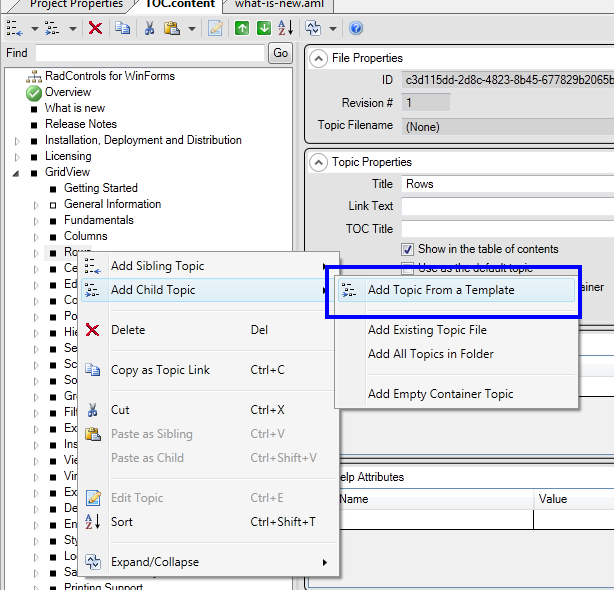 Project Properties
TOC.content
what-is-new.aml
Find
Go
RadControls for WinForms
Overview
What is new
Release Notes
Installation, Deployment and Distribution
Licensing
GridView
Getting Started
General Information
Fundamentals
Columns
Rows
Ce
Ed
Co
Po
Hie
Se
Sc
So
Gr
Filt
Ex
Ins
Vie
Vir
Ex
De
En
Sty
Lo
Sa
Printing Support
Add Sibling Topic
Add Child Topic
Delete Del
Copy as Topic Link Ctrl+C
Cut Ctrl+X
Paste as Sibling Ctrl+V
Paste as Child Ctrl+Shift+V
Edit Topic Ctrl+E
Sort Ctrl+Shift+T
Expand/Collapse
Add Topic From a Template
Add Existing Topic File
Add All Topics in Folder
Add Empty Container Topic
File Properties
ID c3d115dd-2d8c-4823-8b45-677829b2065b
Revision # 1
Topic Filename (None)
Topic Properties
Title Rows
Link Text
TOC Title
Show in the table of contents
Use as the default topic
ainer
elp Attributes
Name Value